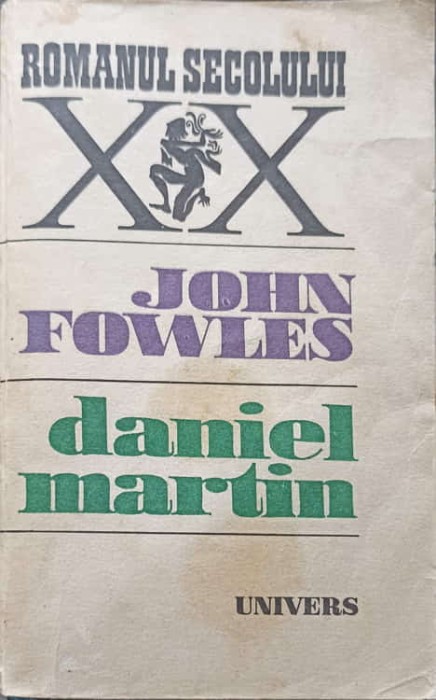 ROMANUL SECOLULUI
XX
JOHN
FOWLES
daniel
martin
UNIVERS